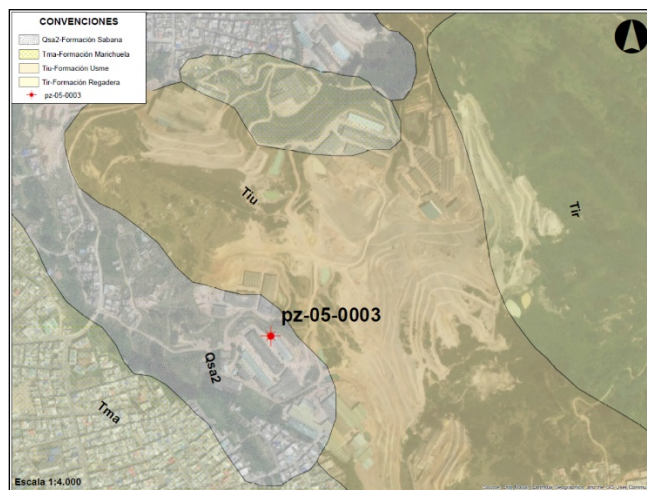 CONVENCIONES
Qsa2-Formación Sabana
Tma-Formación Marichuela
Tiu-Formación Usme
Tir-Formación Regadera
pz-05-0003
Tiu
Tir
pz-05-0003
Qsa2
Tma
Escala 1:4.000